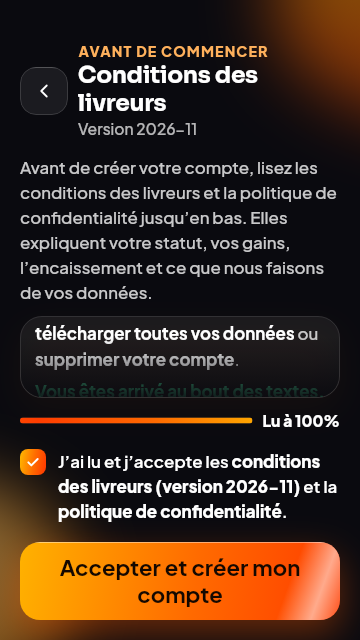 AVANT DE COMMENCER
Conditions des
livreurs
Version 2026-11
Avant de créer votre compte, lisez les
conditions des livreurs et la politique de
confidentialité jusqu'en bas. Elles
expliquent votre statut, vos gains,
l'encaissement et ce que nous faisons
de vos données.
télécharger toutes vos données ou
supprimer votre compte.
Vous êtes arrivé au bout des textes.
Lu à 100%
J'ai lu et j'accepte les conditions
des livreurs (version 2026-11) et la
politique de confidentialité.
Accepter et créer mon
compte